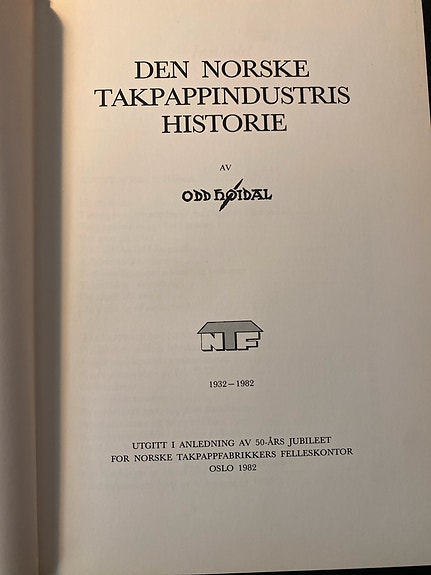 DEN NORSKE
TAKPAPPINDUSTRIS
HISTORIE
AV
ODD HØIDAL
NTF
1932–1982
UTGITT I ANLEDNING AV 50-ÅRS JUBILEET
FOR NORSKE TAKPAPPFABRIKKERS FELLESKONTOR
OSLO 1982